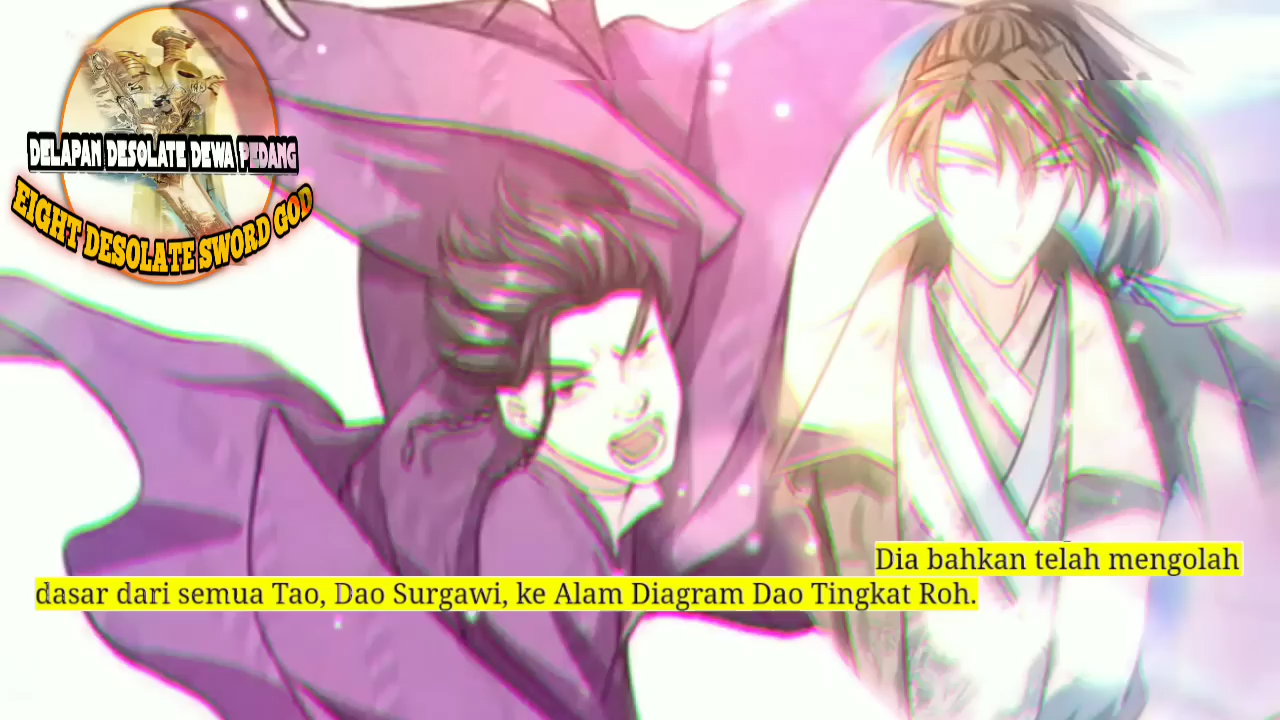 DELAPAN DESOLATE DEWA PEDANG
EIGHT DESOLATE SWORD GOD
Dia bahkan telah mengolah
dasar dari semua Tao, Dao Surgawi, ke Alam Diagram Dao Tingkat Roh.